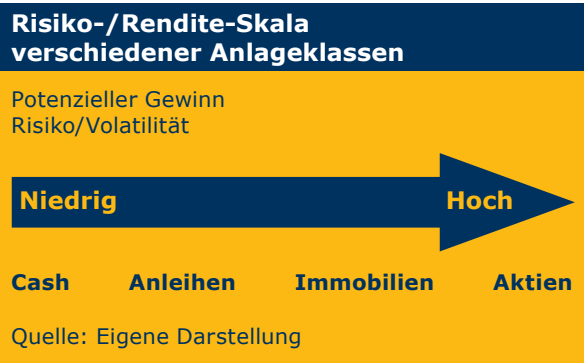 Risiko-/Rendite-Skala
verschiedener Anlageklassen
Potenzieller Gewinn
Risiko/Volatilität
Niedrig Hoch
Cash Anleihen Immobilien Aktien
Quelle: Eigene Darstellung